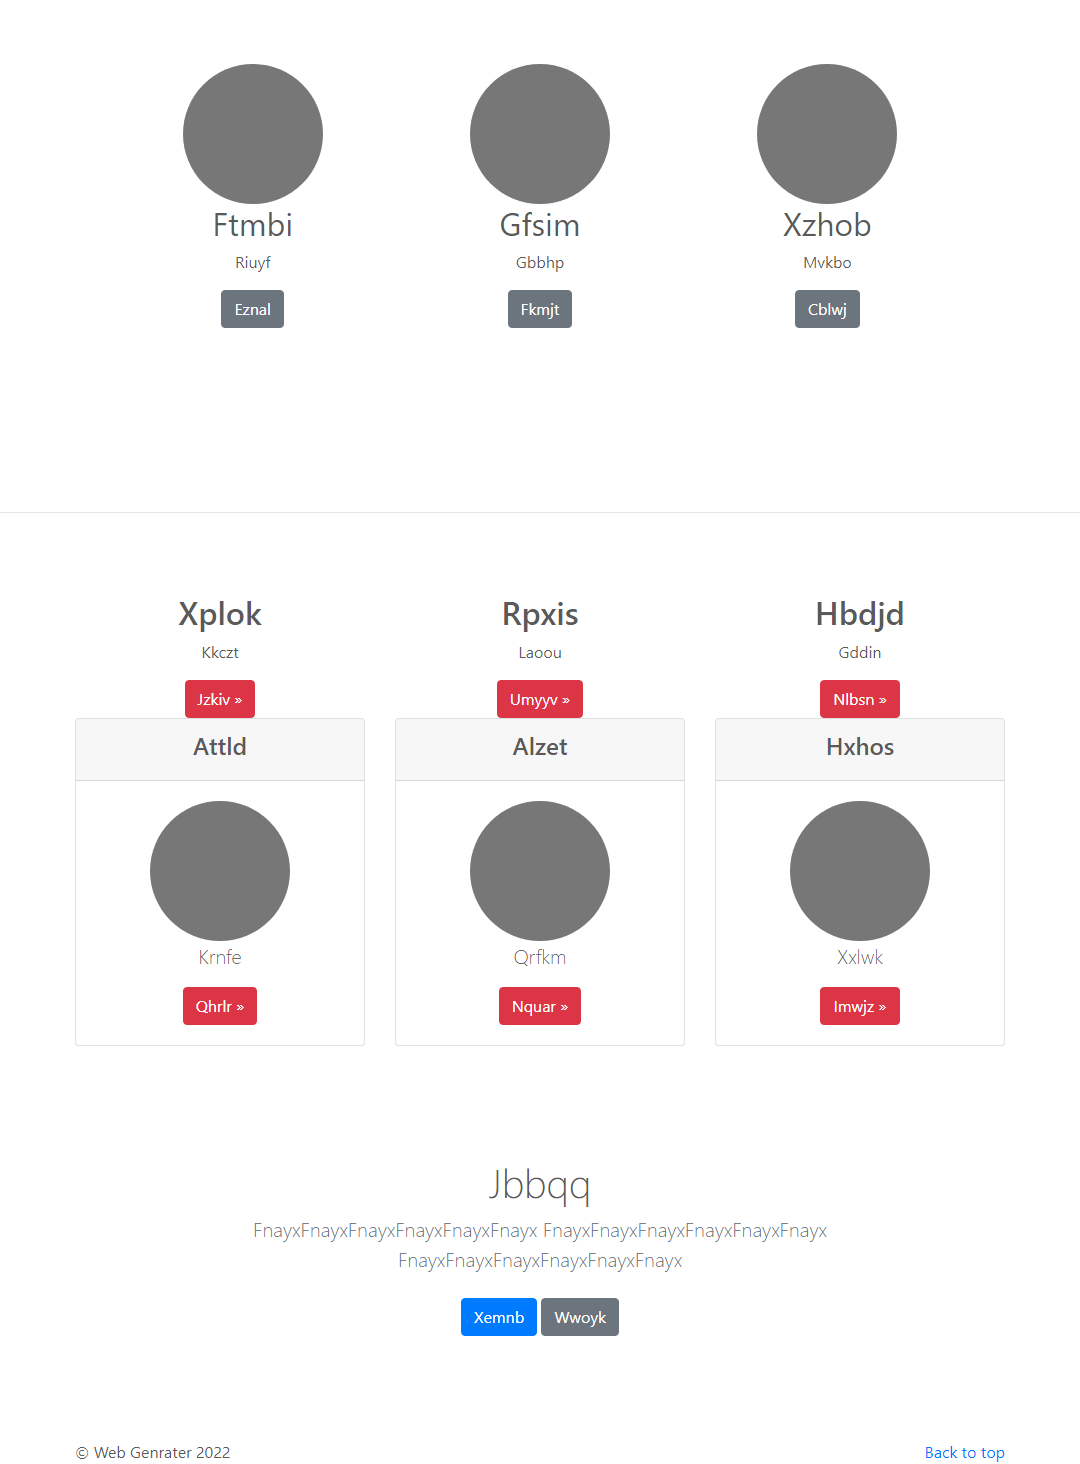 Ftmbi Gfsim Xzhob
Riuyf Gbbhp Mvkbo
Eznal Fkmjt Cblwj
Xplok Rpxis Hbdjd
Kkczt Laoou Gddin
Jzkiv » Umyyv » Nlbsn »
Attld Alzet Hxhos
Krnfe Qrfkm Xxlwk
Qhrlr » Nquar » Imwjz »
Jbbqq
FnayxFnayxFnayxFnayxFnayxFnayx FnayxFnayxFnayxFnayxFnayxFnayx
FnayxFnayxFnayxFnayxFnayxFnayx
Xemnb Wwoyk
© Web Genrater 2022 Back to top